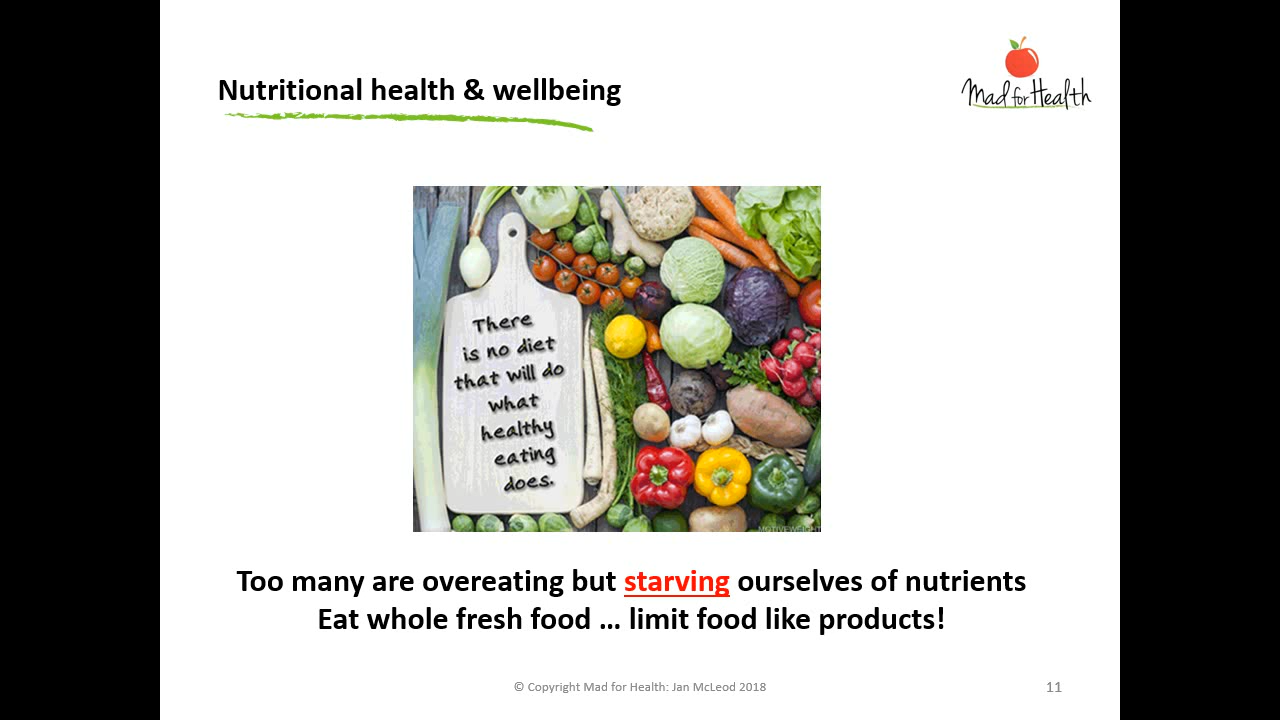 Nutritional health & wellbeing
Mad for Health
There
is no diet
that will do
what
healthy
eating
does.
MOTIVEWEIGHT
Too many are overeating but starving ourselves of nutrients
Eat whole fresh food … limit food like products!
© Copyright Mad for Health: Jan McLeod 2018
11